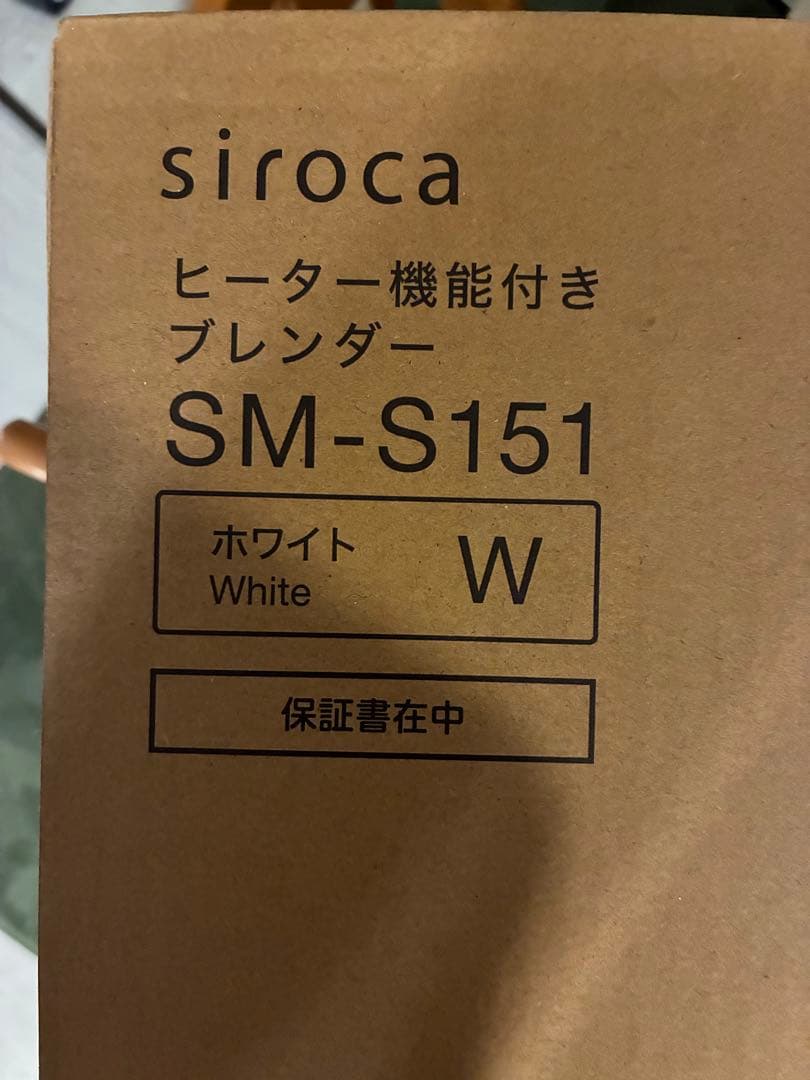 siroca
ヒーター機能付き
ブレンダー
SM-S151
ホワイト
White
W
保証書在中